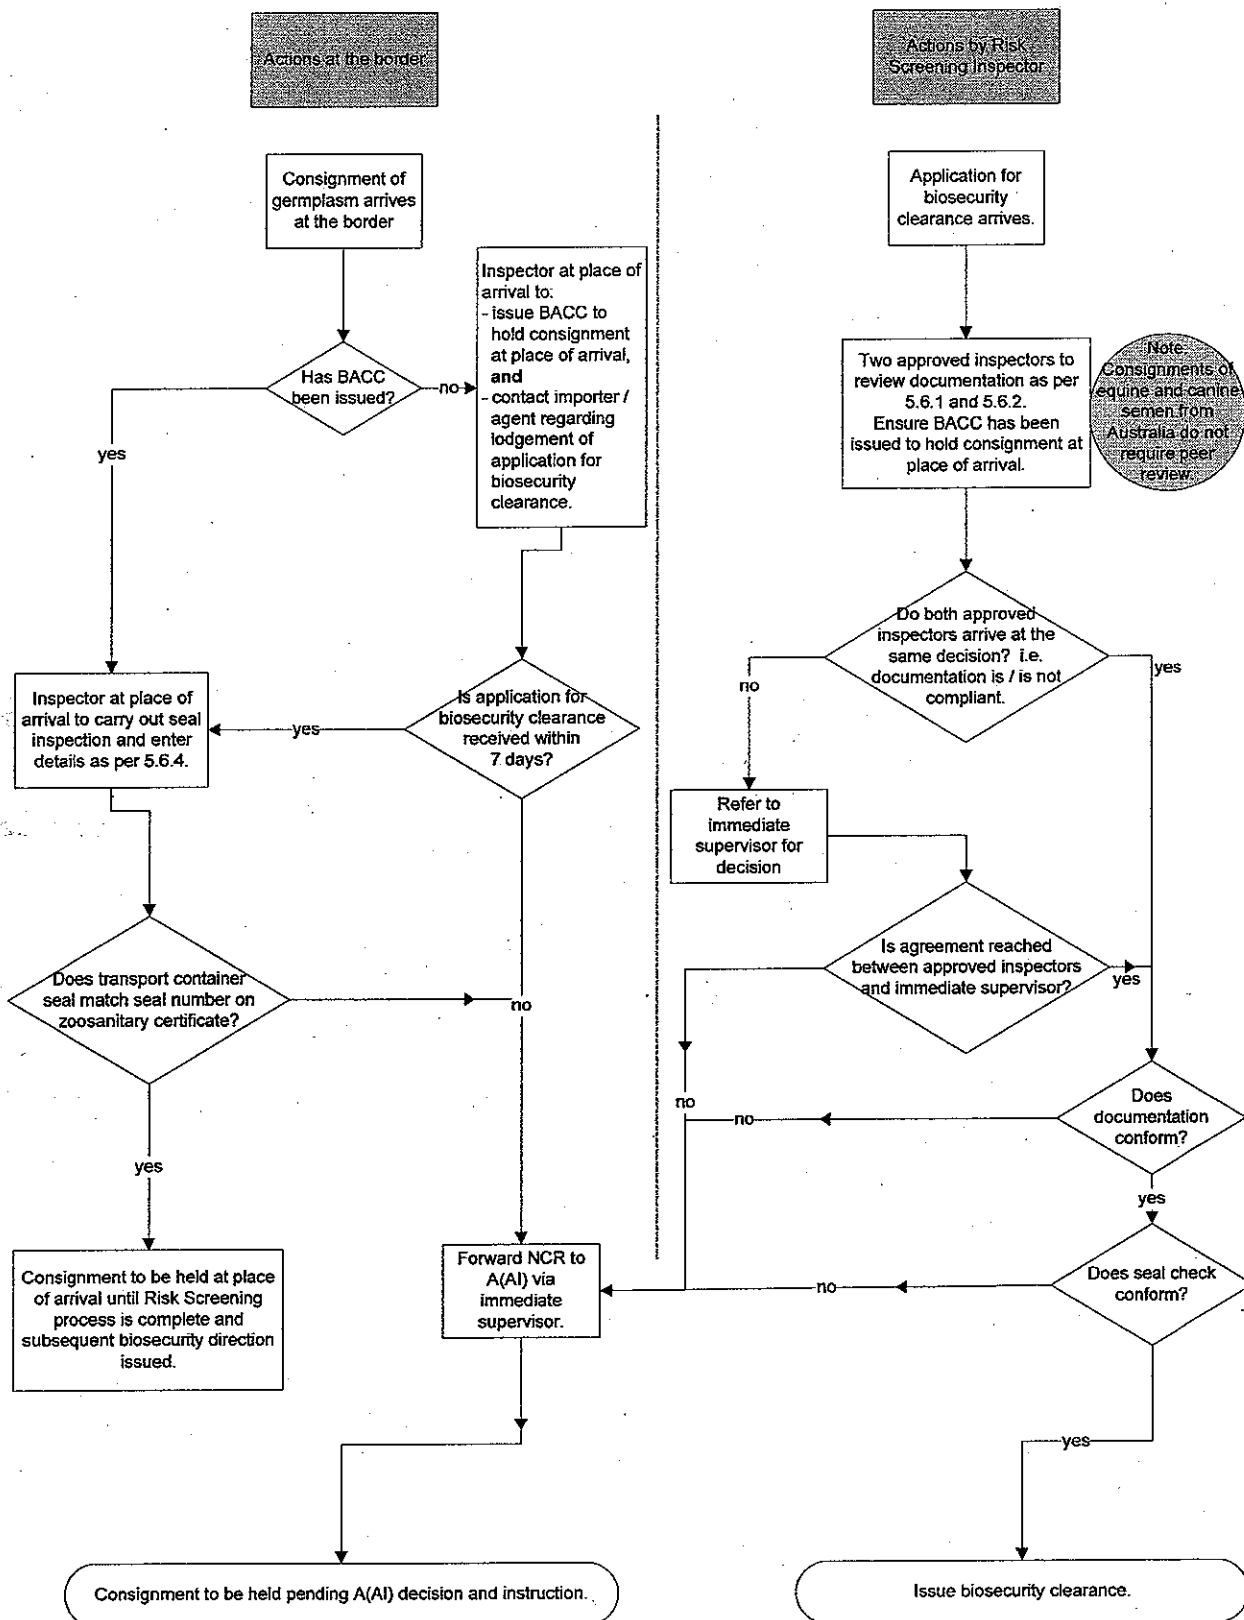 Actions at the border
Actions by Risk
Screening Inspector
Consignment of
germplasm arrives
at the border
Has BACC
been issued?
no
yes
Inspector at place of
arrival to:
- issue BACC to
hold consignment
at place of arrival,
and
- contact importer /
agent regarding
lodgement of
application for
biosecurity
clearance.
Inspector at place of
arrival to carry out seal
inspection and enter
details as per 5.6.4.
yes
Is application for
biosecurity clearance
received within
7 days?
Does transport container
seal match seal number on
zoosanitary certificate?
no
yes
Consignment to be held at place
of arrival until Risk Screening
process is complete and
subsequent biosecurity direction
issued.
Forward NCR to
A(AI) via
immediate
supervisor.
Consignment to be held pending A(AI) decision and instruction.
Application for
biosecurity
clearance arrives.
Two approved inspectors to
review documentation as per
5.6.1 and 5.6.2.
Ensure BACC has been
issued to hold consignment at
place of arrival.
Note
Consignments of
equine and canine
semen from
Australia do not
require peer
review
Do both approved
inspectors arrive at the
same decision? i.e.
documentation is / is not
compliant.
no
yes
Refer to
immediate
supervisor for
decision
Is agreement reached
between approved inspectors
and immediate supervisor?
yes
no
Does
documentation
conform?
no
yes
Does seal check
conform?
no
yes
Issue biosecurity clearance.